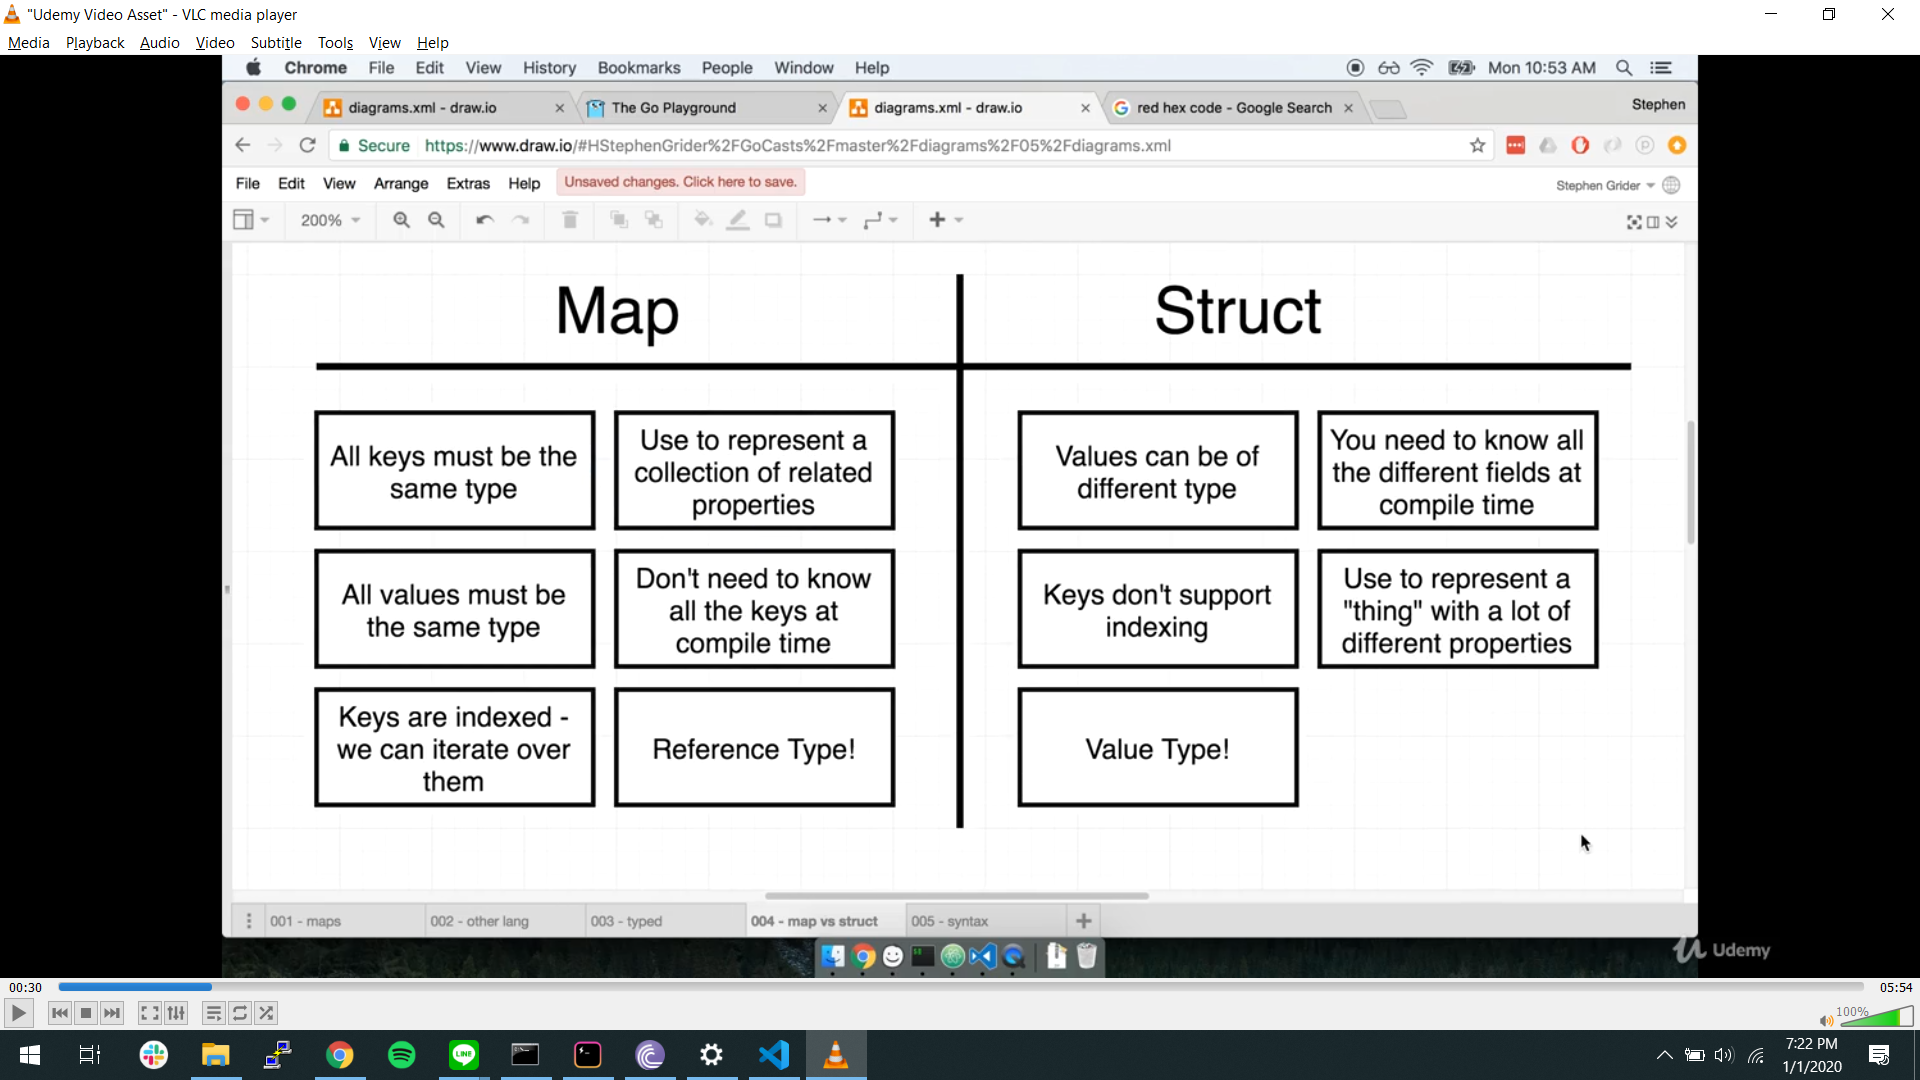 "Udemy Video Asset" - VLC media player
Media Playback Audio Video Subtitle Tools View Help
Chrome File Edit View History Bookmarks People Window Help
Mon 10:53 AM
diagrams.xml - draw.io
The Go Playground
diagrams.xml - draw.io
red hex code - Google Search
Stephen
Secure https://www.draw.io/#HStephenGrider%2FGoCasts%2Fmaster%2Fdiagrams%2F05%2Fdiagrams.xml
File Edit View Arrange Extras Help
Unsaved changes. Click here to save.
Stephen Grider
200%
Map
Struct
All keys must be the
same type
Use to represent a
collection of related
properties
Values can be of
different type
You need to know all
the different fields at
compile time
All values must be
the same type
Don't need to know
all the keys at
compile time
Keys don't support
indexing
Use to represent a
"thing" with a lot of
different properties
Keys are indexed -
we can iterate over
them
Reference Type!
Value Type!
001 - maps
002 - other lang
003 - typed
004 - map vs struct
005 - syntax
Udemy
00:30
05:54
100%
LINE
7:22 PM
1/1/2020